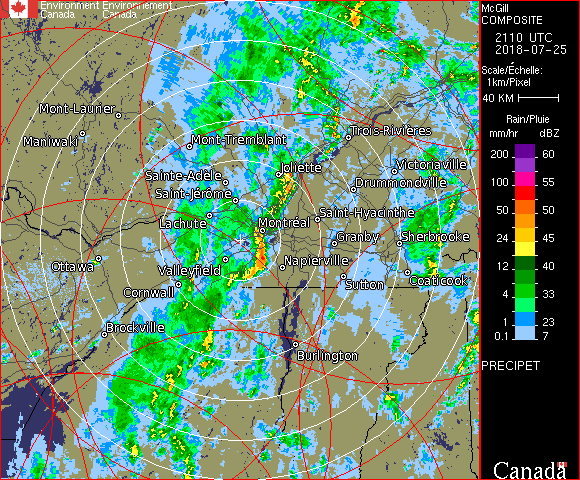 Environment Environnement
Canada Canada
McGill
COMPOSITE
2110 UTC
2018-07-25
Scale/Échelle:
1km/Pixel
40 KM
Rain/Pluie
mm/hr dBZ
200 60
100 55
50 50
24 45
12 40
4 33
1 23
0.1 7
PRECIPET
Canada
Mont-Laurier
Maniwaki
Mont-Tremblant
Trois-Rivières
Joliette
Victoriaville
Sainte-Adèle
Drummondville
Saint-Jérôme
Saint-Hyacinthe
Lachute
Montréal
Granby
Sherbrooke
Ottawa
Valleyfield
Napierville
Coaticook
Sutton
Cornwall
Brockville
Burlington